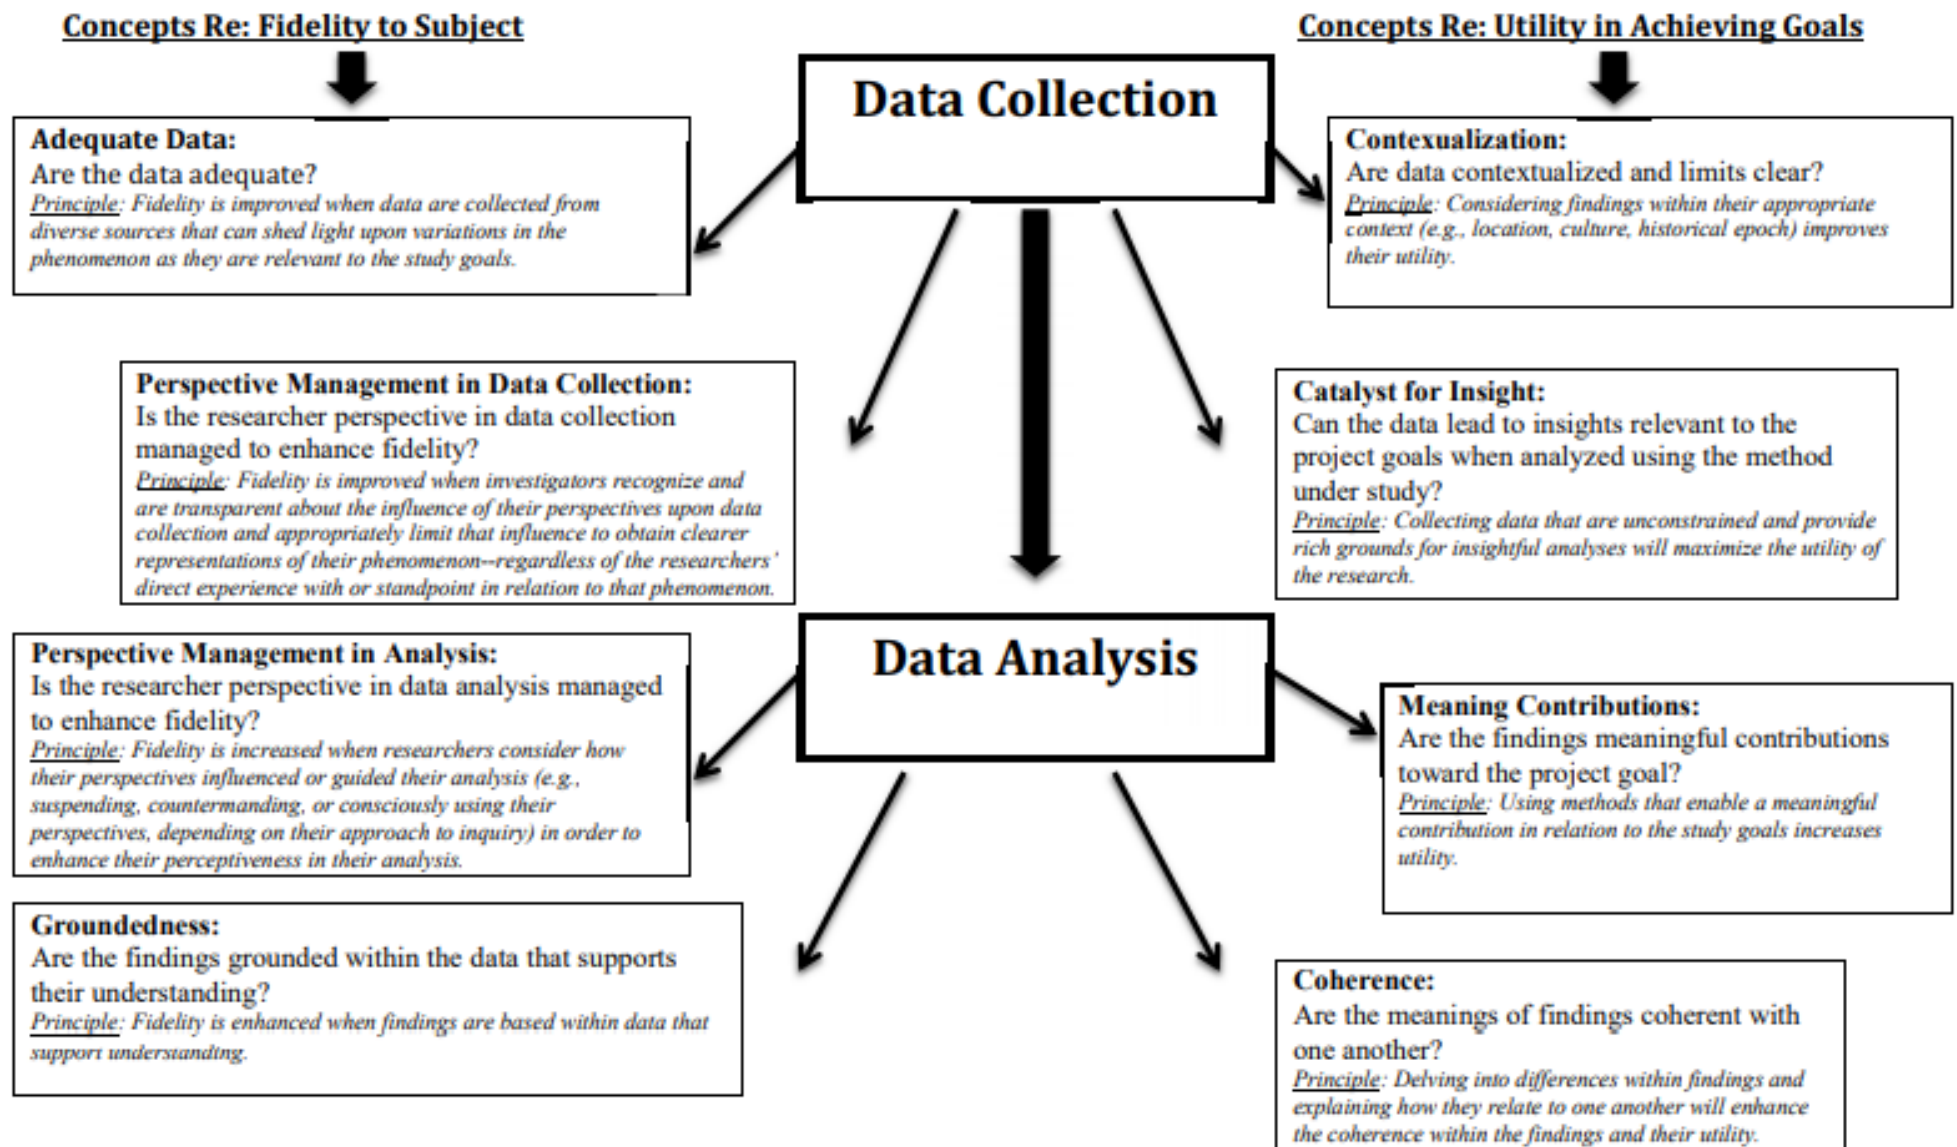 Concepts Re: Fidelity to Subject
Concepts Re: Utility in Achieving Goals
Data Collection
Adequate Data:
Are the data adequate?
Principle: Fidelity is improved when data are collected from
diverse sources that can shed light upon variations in the
phenomenon as they are relevant to the study goals.
Contexualization:
Are data contextualized and limits clear?
Principle: Considering findings within their appropriate
context (e.g., location, culture, historical epoch) improves
their utility.
Perspective Management in Data Collection:
Is the researcher perspective in data collection
managed to enhance fidelity?
Principle: Fidelity is improved when investigators recognize and
are transparent about the influence of their perspectives upon data
collection and appropriately limit that influence to obtain clearer
representations of their phenomenon--regardless of the researchers'
direct experience with or standpoint in relation to that phenomenon.
Catalyst for Insight:
Can the data lead to insights relevant to the
project goals when analyzed using the method
under study?
Principle: Collecting data that are unconstrained and provide
rich grounds for insightful analyses will maximize the utility of
the research.
Data Analysis
Perspective Management in Analysis:
Is the researcher perspective in data analysis managed
to enhance fidelity?
Principle: Fidelity is increased when researchers consider how
their perspectives influenced or guided their analysis (e.g.,
suspending, countermanding, or consciously using their
perspectives, depending on their approach to inquiry) in order to
enhance their perceptiveness in their analysis.
Meaning Contributions:
Are the findings meaningful contributions
toward the project goal?
Principle: Using methods that enable a meaningful
contribution in relation to the study goals increases
utility.
Groundedness:
Are the findings grounded within the data that supports
their understanding?
Principle: Fidelity is enhanced when findings are based within data that
support understanding.
Coherence:
Are the meanings of findings coherent with
one another?
Principle: Delving into differences within findings and
explaining how they relate to one another will enhance
the coherence within the findings and their utility.